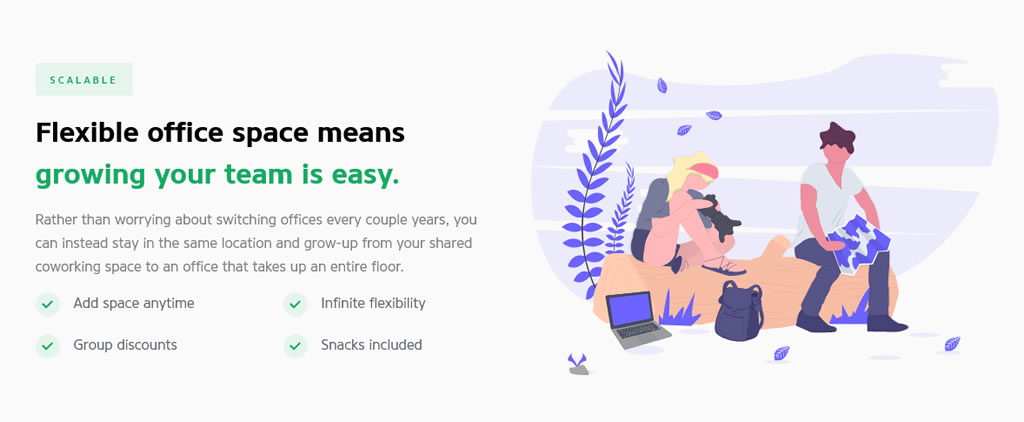 SCALABLE
Flexible office space means
growing your team is easy.
Rather than worrying about switching offices every couple years, you
can instead stay in the same location and grow-up from your shared
coworking space to an office that takes up an entire floor.
Add space anytime
Infinite flexibility
Group discounts
Snacks included